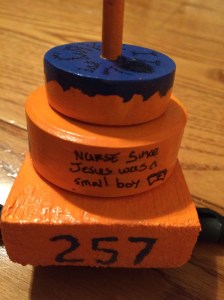 NURSE SINCE
JESUS WAS A
small boy
257